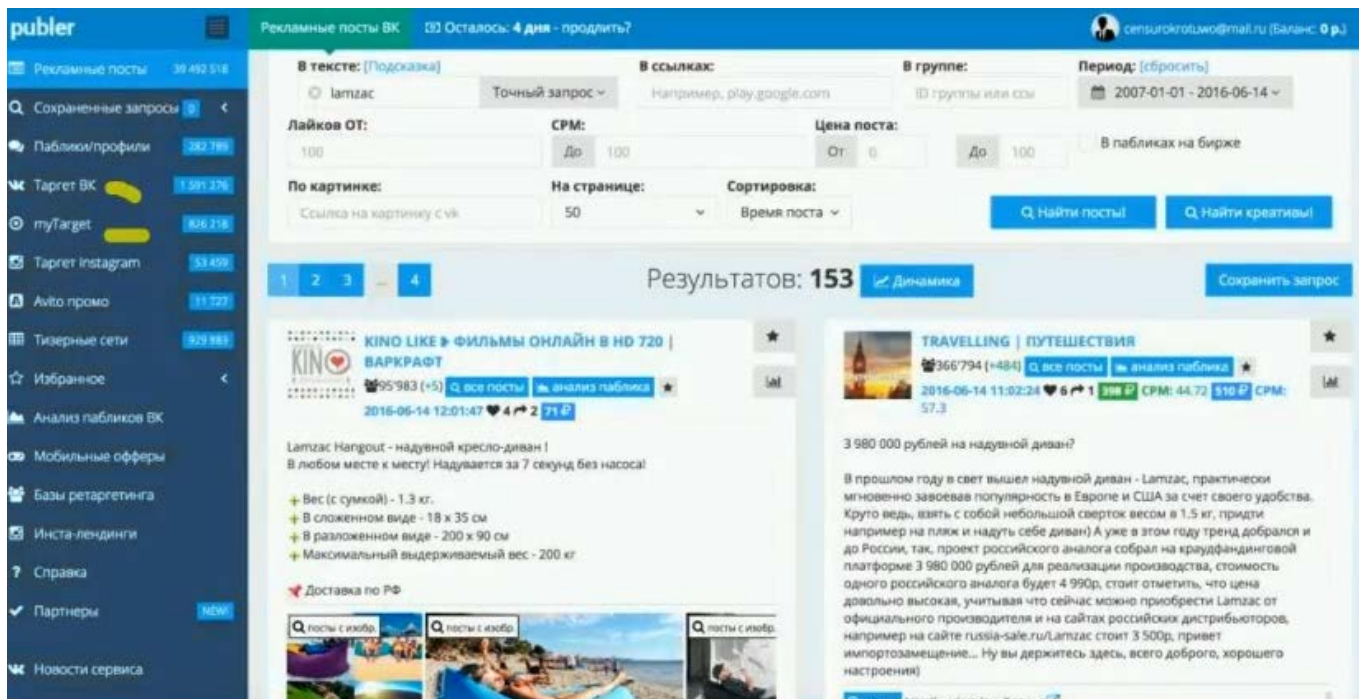 publer
Рекламные посты ВК
Осталось: 4 дня - продлить?
censurokrotuwo@mail.ru (Баланс: 0 р.)
Рекламные посты 39 492 518
Сохраненные запросы 0
Паблики/профили 282 789
Таргет ВК 1 591 276
myTarget 826 218
Таргет Instagram 53 459
Avito промо 11 727
Тизерные сети 929 983
Избранное
Анализ пабликов ВК
Мобильные офферы
Базы ретаргетинга
Инста-лендинги
Справка
Партнеры NEW!
Новости сервиса
В тексте: [Подсказка]
lamzac
Точный запрос
В ссылках:
Например, play.google.com
В группе:
ID группы или ссы
Период: [сбросить]
2007-01-01 - 2016-06-14
Лайков ОТ:
100
CPM:
До 100
Цена поста:
От 0 До 100
В пабликах на бирже
По картинке:
Ссылка на картинку с vk
На странице:
50
Сортировка:
Время поста
Найти посты!
Найти креативы!
1 2 3 ... 4
Результатов: 153
Динамика
Сохранить запрос
KINO LIKE ФИЛЬМЫ ОНЛАЙН В HD 720 |
ВАРКРАФТ
95'983 (+5) все посты анализ паблика
2016-06-14 12:01:47 4 2 71 ₽
Lamzac Hangout - надувной кресло-диван !
В любом месте к месту! Надувается за 7 секунд без насоса!
Вес (с сумкой) - 1.3 кг.
В сложенном виде - 18 x 35 см
В разложенном виде - 200 x 90 см
Максимальный выдерживаемый вес - 200 кг
Доставка по РФ
посты с изобр.
посты с изобр.
посты с изобр.
KINO
TRAVELLING | ПУТЕШЕСТВИЯ
366'794 (+484) все посты анализ паблика
2016-06-14 11:02:24 6 1 398 ₽ CPM: 44.72 510 ₽ CPM:
57.3
3 980 000 рублей на надувной диван?
В прошлом году в свет вышел надувной диван - Lamzac, практически
мгновенно завоевав популярность в Европе и США за счет своего удобства.
Круто ведь, взять с собой небольшой сверток весом в 1.5 кг, придти
например на пляж и надуть себе диван) А уже в этом году тренд добрался и
до России, так, проект российского аналога собрал на краудфандинговой
платформе 3 980 000 рублей для реализации производства, стоимость
одного российского аналога будет 4 990р, стоит отметить, что цена
довольно высокая, учитывая что сейчас можно приобрести Lamzac от
официального производителя и на сайтах российских дистрибьюторов,
например на сайте russia-sale.ru/Lamzac стоит 3 500р, привет
импортозамещение... Ну вы держитесь здесь, всего доброго, хорошего
настроения)